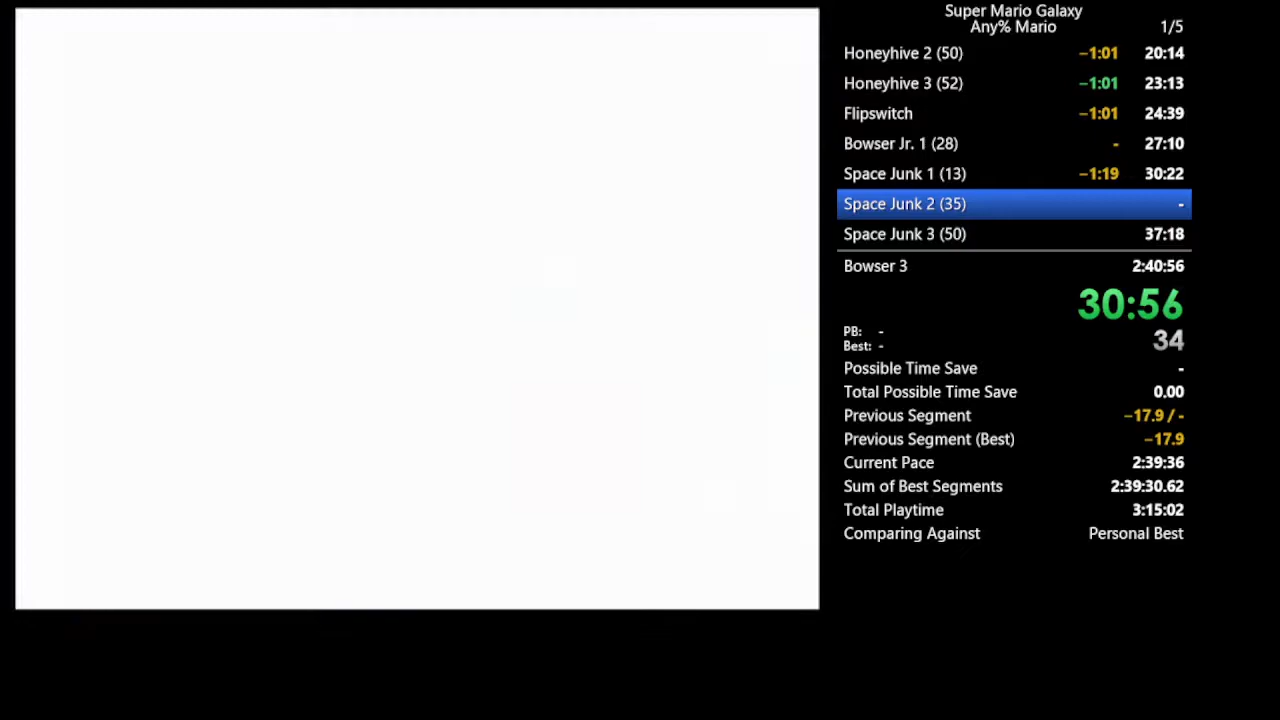 Super Mario Galaxy
Any% Mario 1/5
Honeyhive 2 (50) −1:01 20:14
Honeyhive 3 (52) −1:01 23:13
Flipswitch −1:01 24:39
Bowser Jr. 1 (28) - 27:10
Space Junk 1 (13) −1:19 30:22
Space Junk 2 (35) -
Space Junk 3 (50) 37:18
Bowser 3 2:40:56
30:56
PB: - 34
Best: -
Possible Time Save -
Total Possible Time Save 0.00
Previous Segment −17.9 / -
Previous Segment (Best) −17.9
Current Pace 2:39:36
Sum of Best Segments 2:39:30.62
Total Playtime 3:15:02
Comparing Against Personal Best